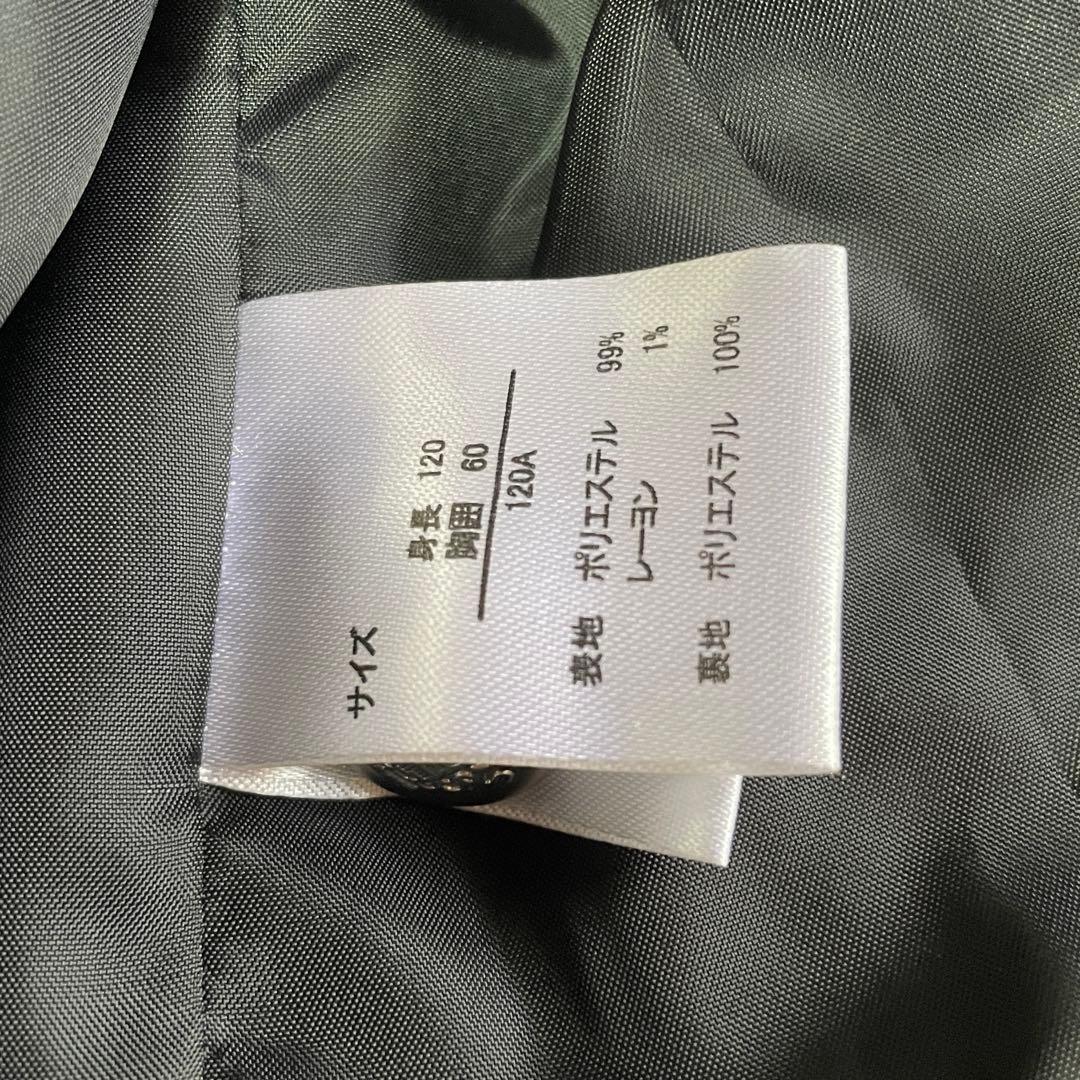 サイズ
身長 120
胸囲 60
120A
表地 ポリエステル 99%
レーヨン 1%
裏地 ポリエステル 100%